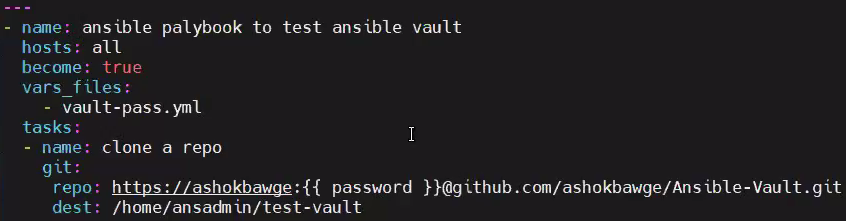 ---
- name: ansible palybook to test ansible vault
  hosts: all
  become: true
  vars_files:
    - vault-pass.yml
  tasks:
  - name: clone a repo
    git:
     repo: https://ashokbawge:{{ password }}@github.com/ashokbawge/Ansible-Vault.git
     dest: /home/ansadmin/test-vault